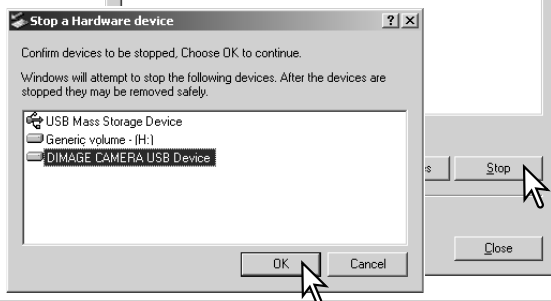 Stop a Hardware device
Confirm devices to be stopped, Choose OK to continue.
Windows will attempt to stop the following devices. After the devices are
stopped they may be removed safely.
USB Mass Storage Device
Generic volume - (H:)
DIMAGE CAMERA USB Device
OK
Cancel
Stop
Close